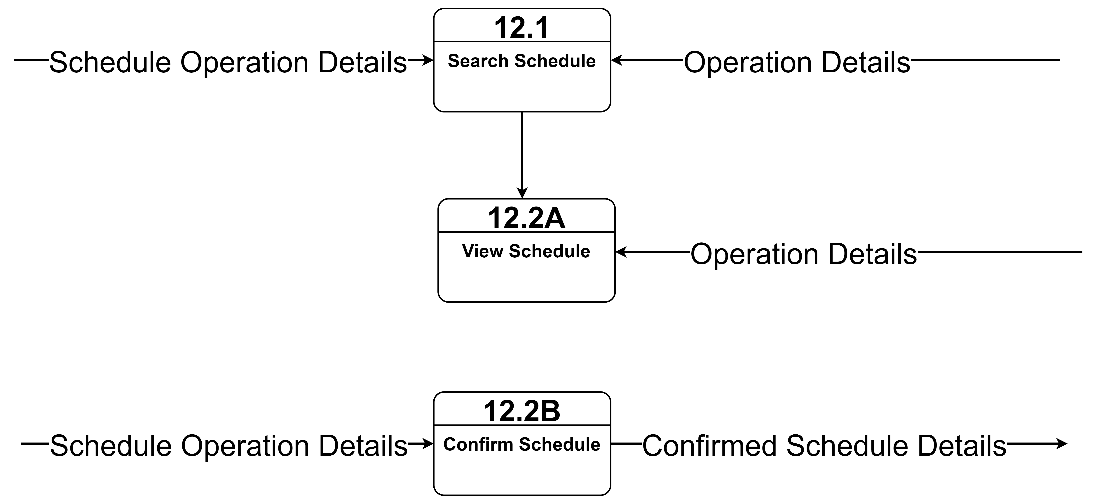 12.1
Schedule Operation Details
Search Schedule
Operation Details
12.2A
View Schedule
Operation Details
12.2B
Schedule Operation Details
Confirm Schedule
Confirmed Schedule Details